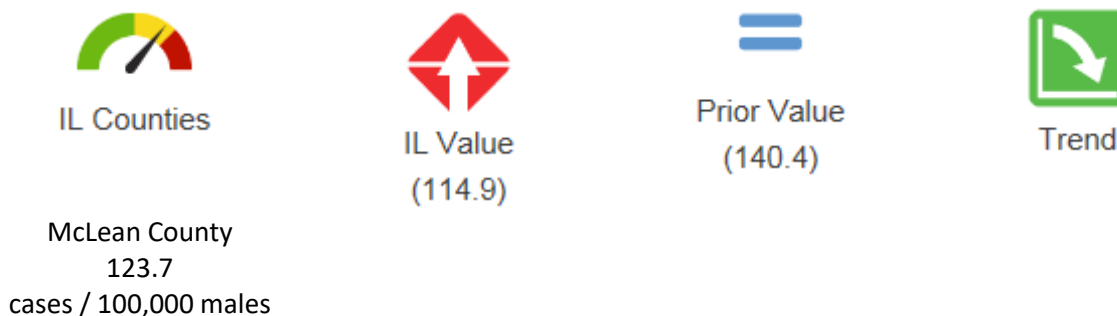 IL Counties
IL Value
(114.9)
Prior Value
(140.4)
Trend
McLean County
123.7
cases / 100,000 males